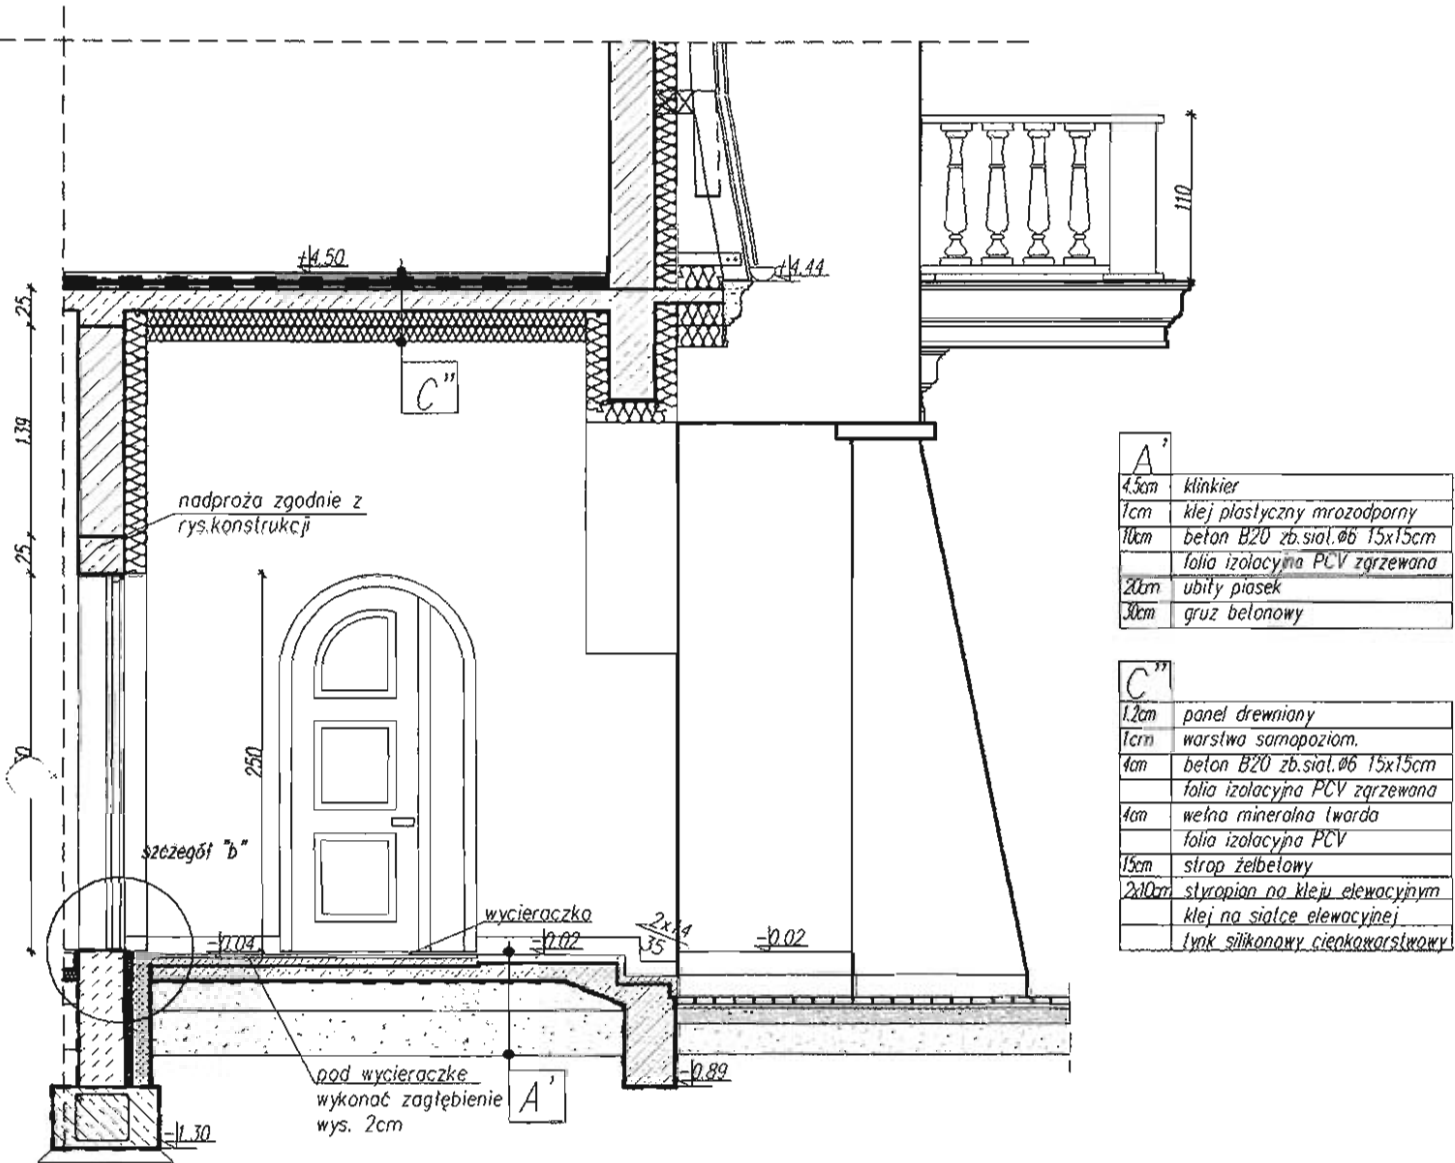 +4.50
+4.44
110
25
C"
139
nadproża zgodnie z
rys.konstrukcji
25
250
szczegół "b"
wycieraczka
-0.04
-0.02
2x14
35
-0.02
pod wycieraczke
wykonać zagłębienie
wys. 2cm
A'
-0.89
-1.30
A'
4.5cm klinkier
1cm klej plastyczny mrozodporny
10cm beton B20 zb.siat.ø6 15x15cm
folia izolacyjna PCV zgrzewana
20cm ubity piasek
30cm gruz betonowy
C"
1.2cm panel drewniany
1cm warstwa samopoziom.
4cm beton B20 zb.siat.ø6 15x15cm
folia izolacyjna PCV zgrzewana
4cm wełna mineralna twarda
folia izolacyjna PCV
15cm strop żelbetowy
2x10cm styropian na kleju elewacyjnym
klej na siatce elewacyjnej
tynk silikonowy cienkowarstwowy